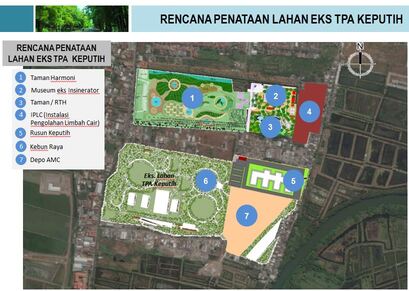 RENCANA PENATAAN LAHAN EKS TPA KEPUTIH
RENCANA PENATAAN
LAHAN EKS TPA KEPUTIH
1 Taman Harmoni
2 Museum eks Insinerator
3 Taman / RTH
4 IPLC (Instalasi
Pengolahan Limbah Cair)
5 Rusun Keputih
6 Kebun Raya
7 Depo AMC
N
1
2
3
4
Eks. Lahan
TPA Keputih
6
5
7